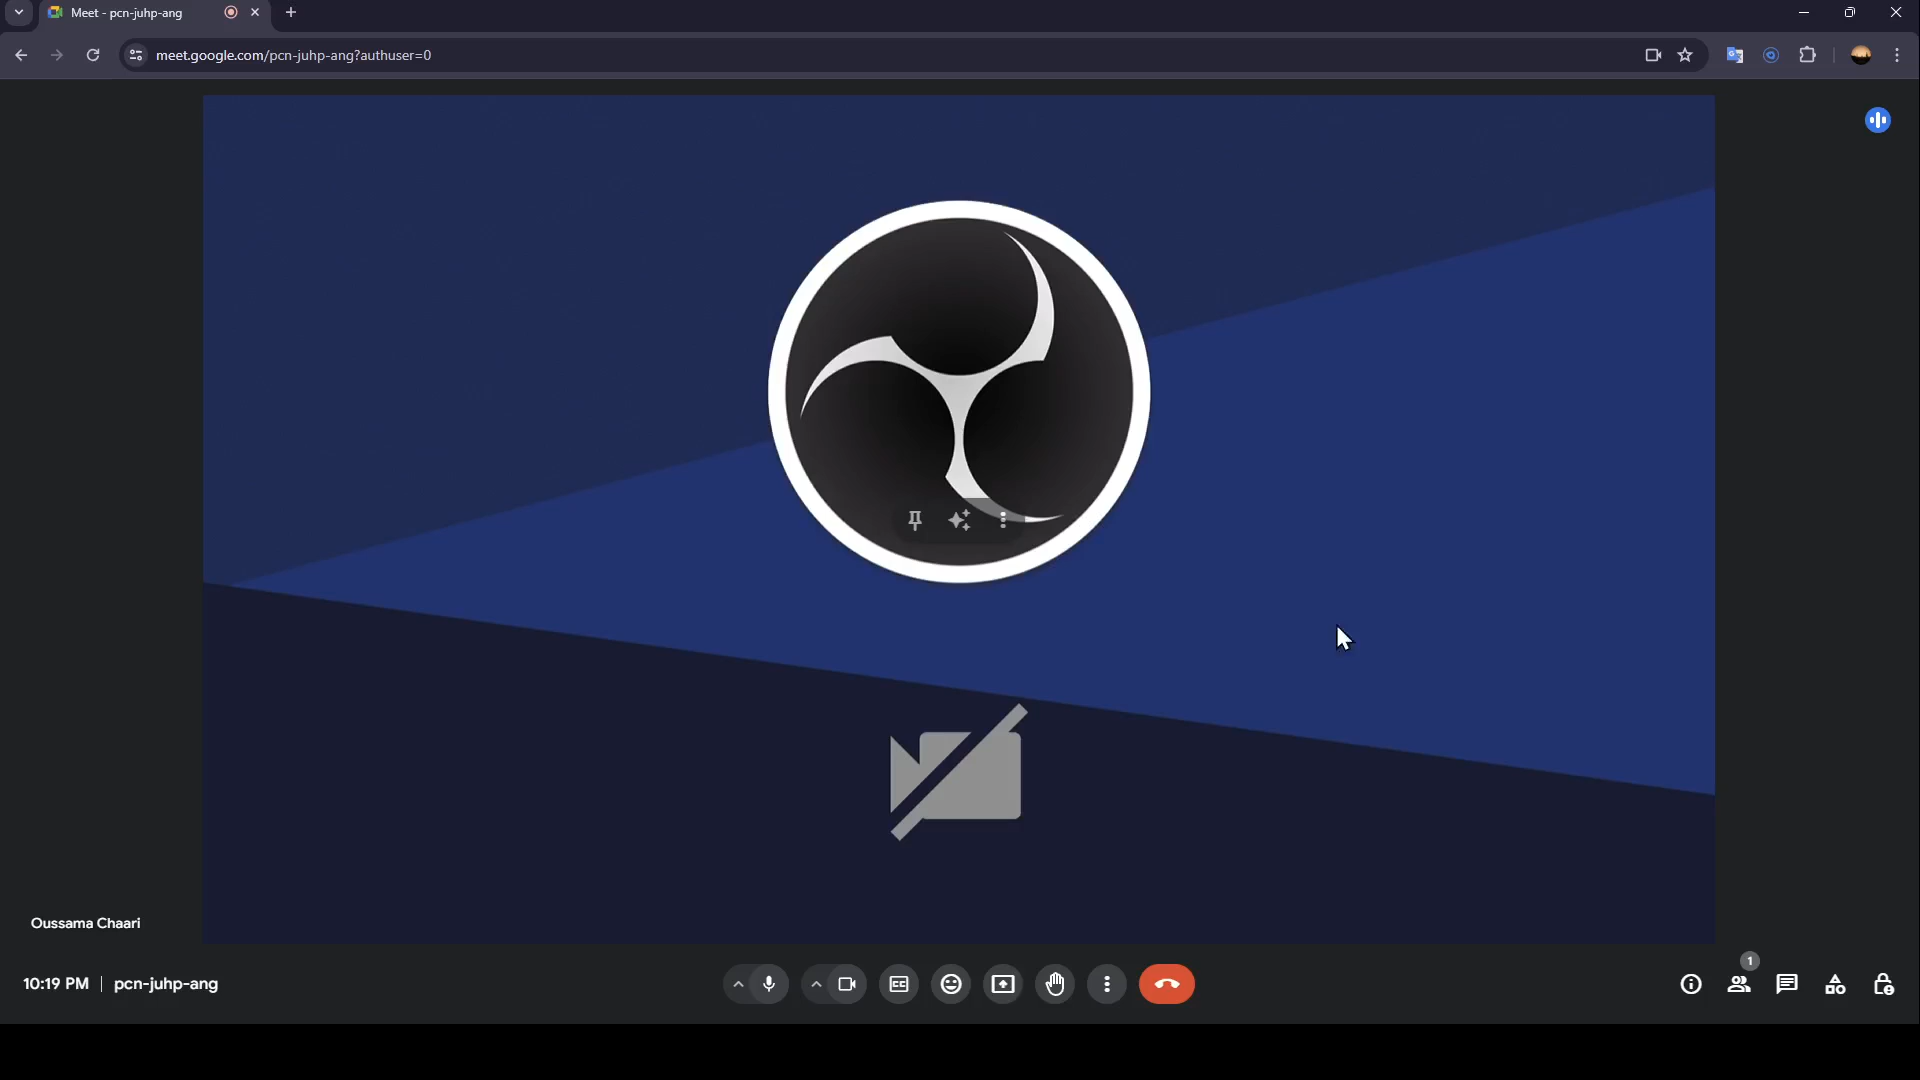 Meet - pcn-juhp-ang
meet.google.com/pcn-juhp-ang?authuser=0
Oussama Chaari
10:19 PM | pcn-juhp-ang
CC
1